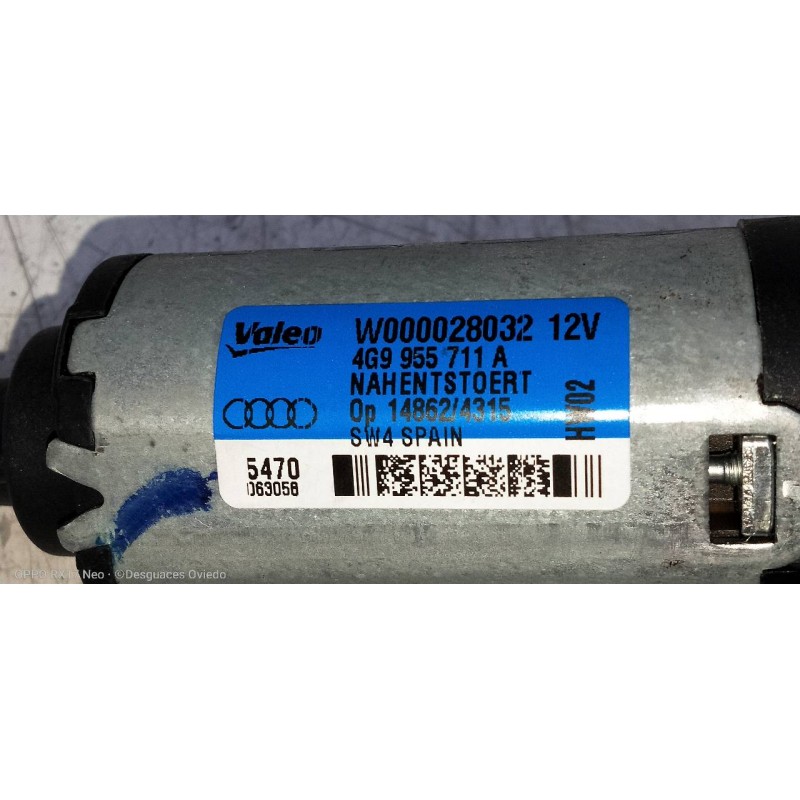 Valeo W000028032 12V
4G9 955 711 A
NAHENTSTOERT
Op 14862/4315
SW4 SPAIN
HW02
5470
063058
©Desguaces Oviedo